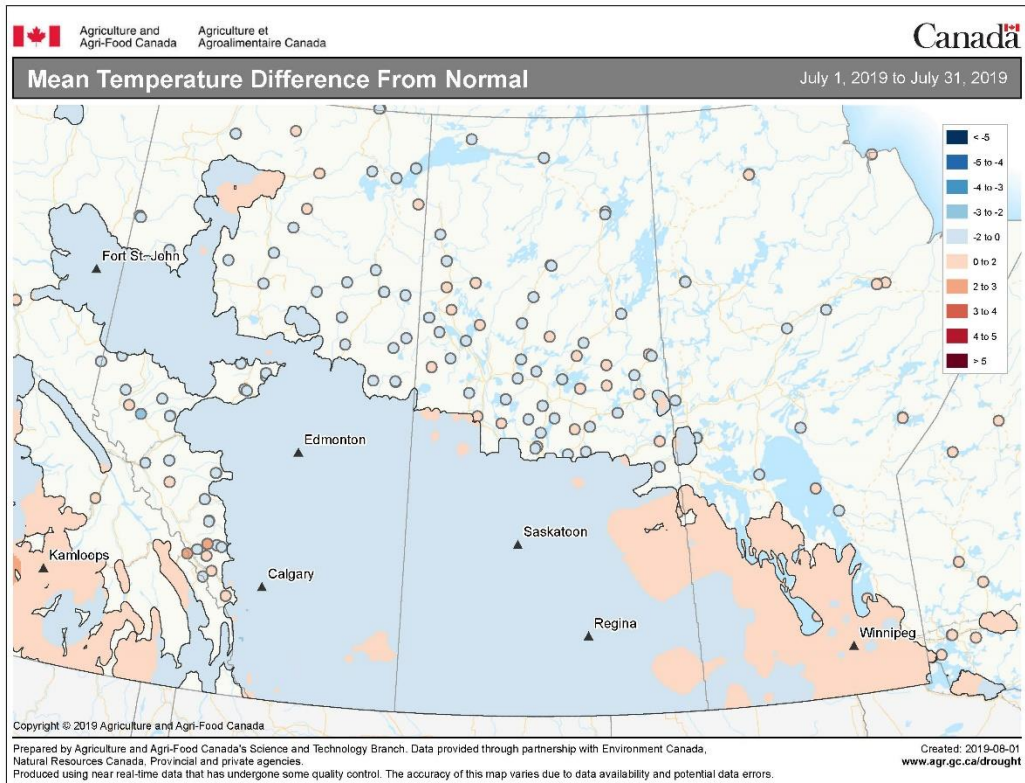 Agriculture and
Agri-Food Canada
Agriculture et
Agroalimentaire Canada
Canada
Mean Temperature Difference From Normal
July 1, 2019 to July 31, 2019
< -5
-5 to -4
-4 to -3
-3 to -2
-2 to 0
0 to 2
2 to 3
3 to 4
4 to 5
> 5
Fort St. John
Edmonton
Saskatoon
Kamloops
Calgary
Regina
Winnipeg
Copyright © 2019 Agriculture and Agri-Food Canada
Prepared by Agriculture and Agri-Food Canada's Science and Technology Branch. Data provided through partnership with Environment Canada,
Natural Resources Canada, Provincial and private agencies.
Produced using near real-time data that has undergone some quality control. The accuracy of this map varies due to data availability and potential data errors.
Created: 2019-08-01
www.agr.gc.ca/drought